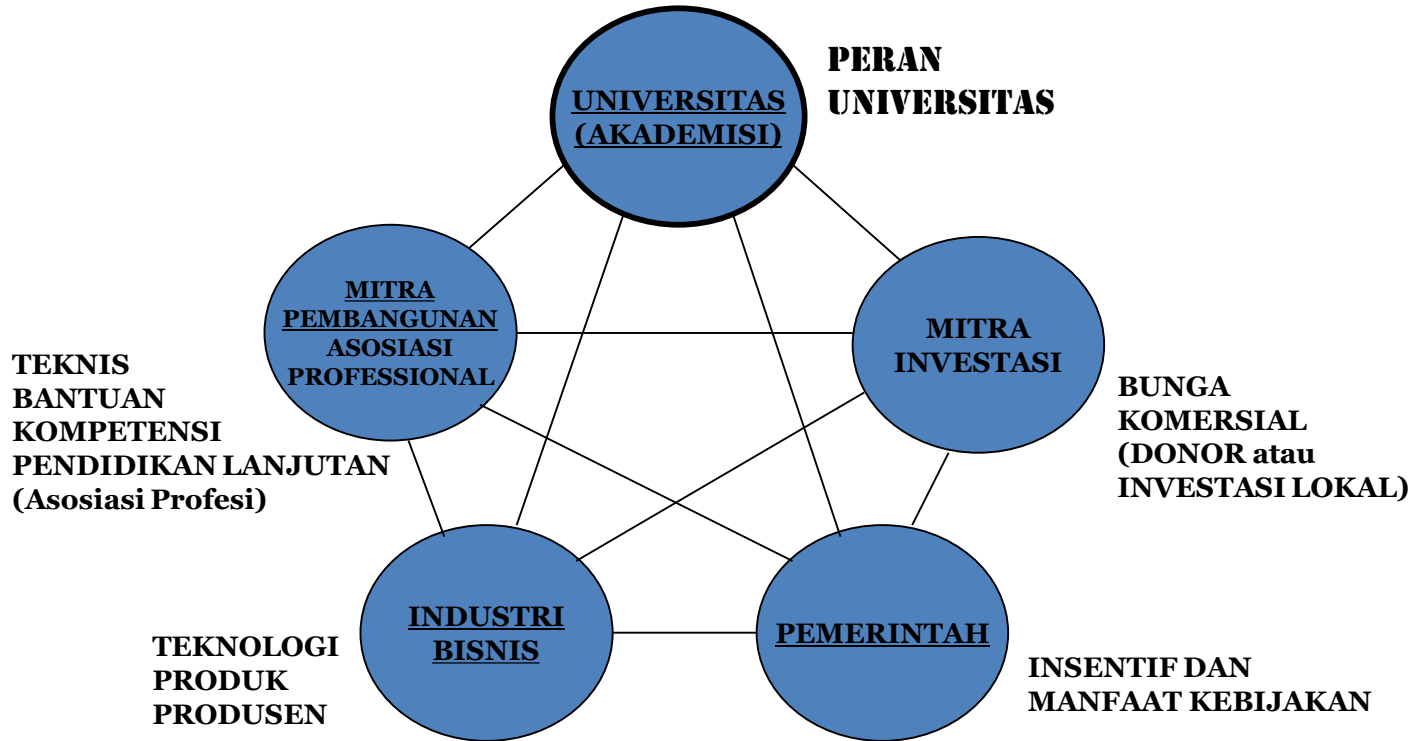 UNIVERSITAS
(AKADEMISI)
PERAN
UNIVERSITAS
MITRA
PEMBANGUNAN
ASOSIASI
PROFESSIONAL
MITRA
INVESTASI
TEKNIS
BANTUAN
KOMPETENSI
PENDIDIKAN LANJUTAN
(Asosiasi Profesi)
BUNGA
KOMERSIAL
(DONOR atau
INVESTASI LOKAL)
INDUSTRI
BISNIS
PEMERINTAH
TEKNOLOGI
PRODUK
PRODUSEN
INSENTIF DAN
MANFAAT KEBIJAKAN